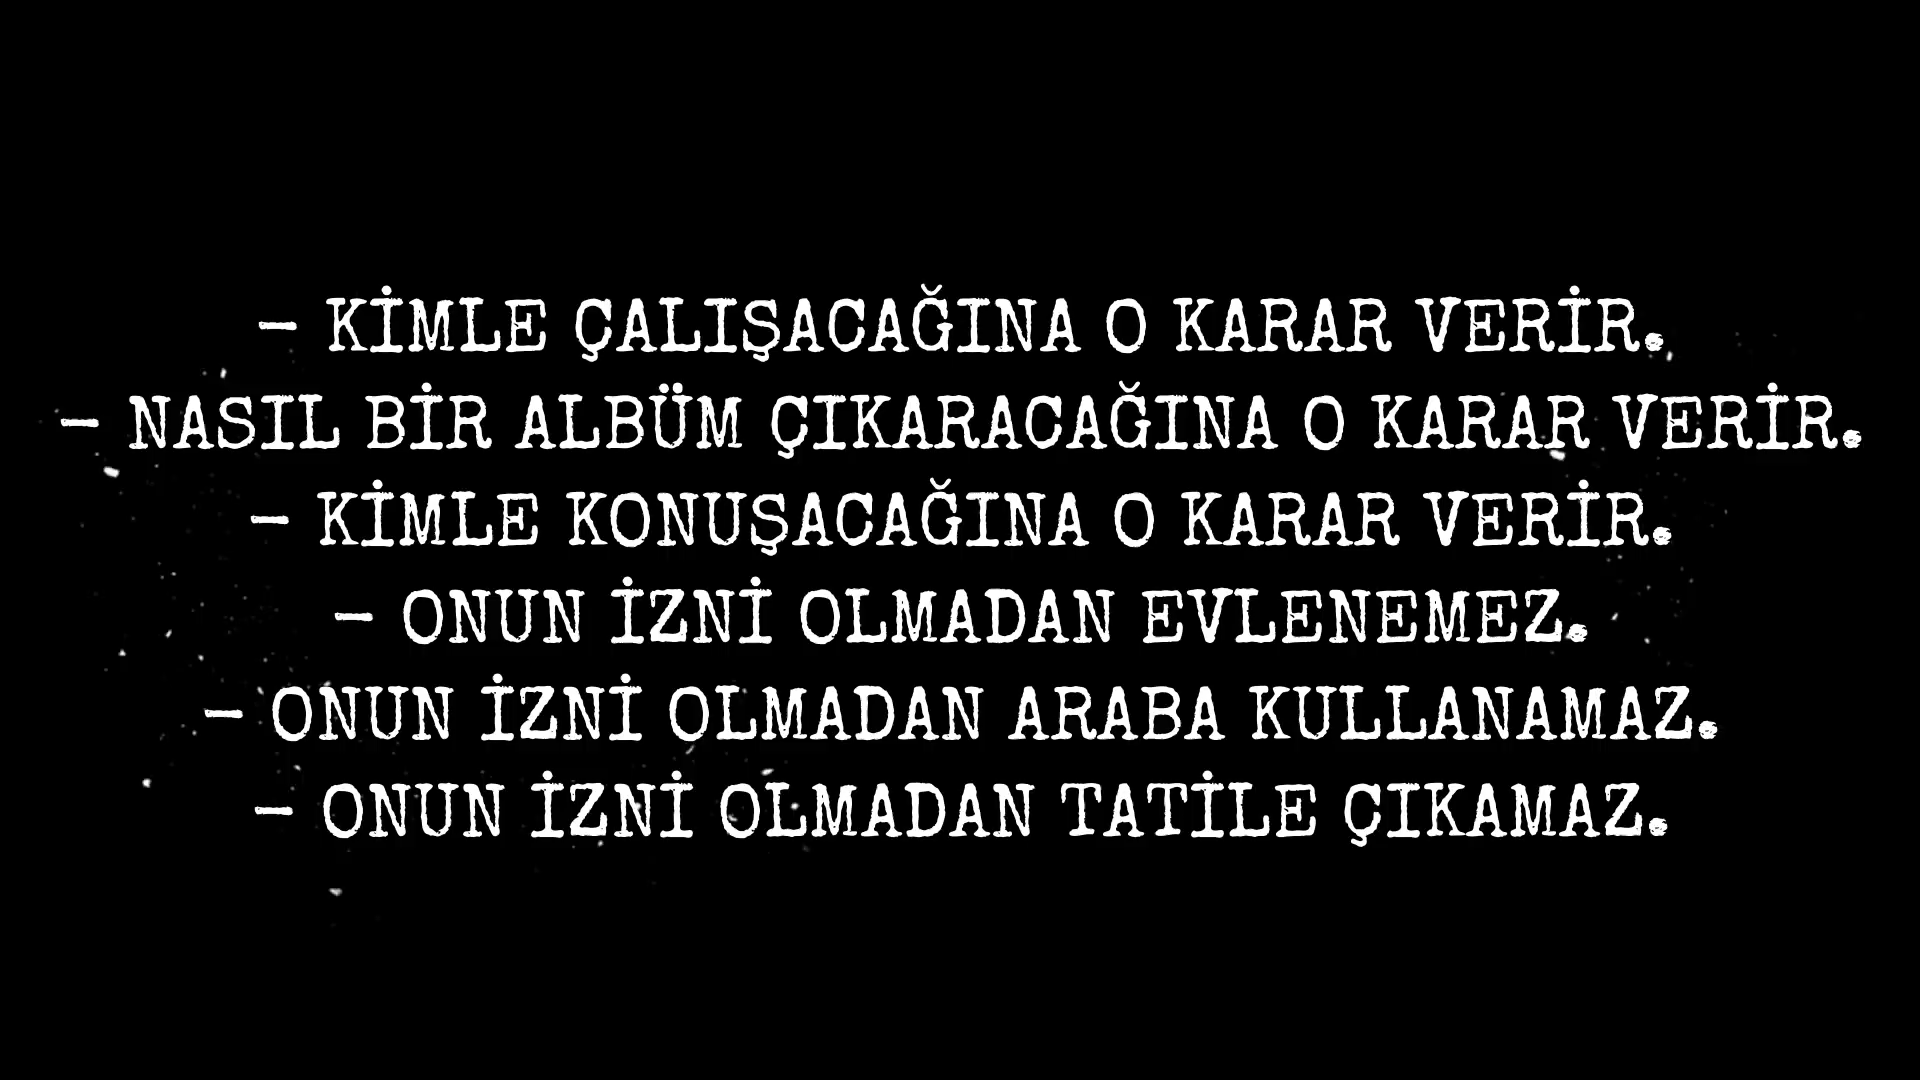 - KİMLE ÇALIŞACAĞINA O KARAR VERİR.
- NASIL BİR ALBÜM ÇIKARACAĞINA O KARAR VERİR.
- KİMLE KONUŞACAĞINA O KARAR VERİR.
- ONUN İZNİ OLMADAN EVLENEMEZ.
- ONUN İZNİ OLMADAN ARABA KULLANAMAZ.
- ONUN İZNİ OLMADAN TATİLE ÇIKAMAZ.